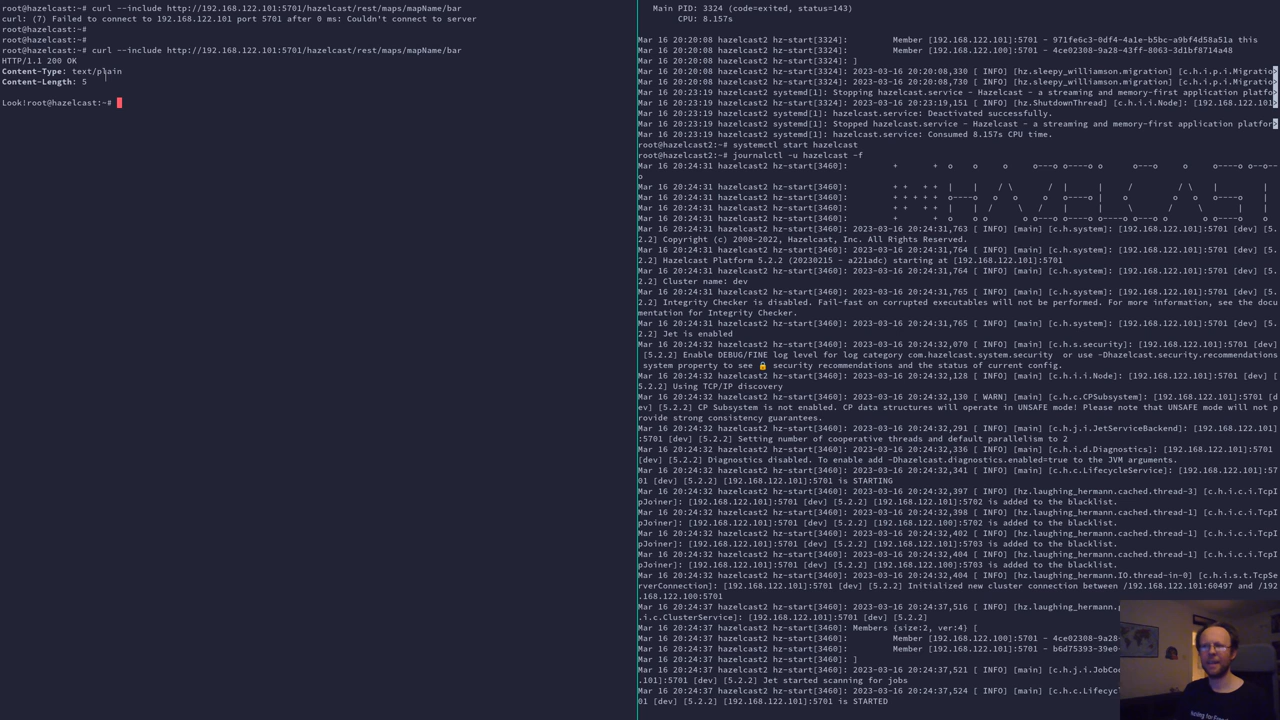 root@hazelcast:~# curl --include http://192.168.122.101:5701/hazelcast/rest/maps/mapName/bar
curl: (7) Failed to connect to 192.168.122.101 port 5701 after 0 ms: Couldn't connect to server
root@hazelcast:~#
root@hazelcast:~#
root@hazelcast:~# curl --include http://192.168.122.101:5701/hazelcast/rest/maps/mapName/bar
HTTP/1.1 200 OK
Content-Type: text/plain
Content-Length: 5
Look!root@hazelcast:~#
Main PID: 3324 (code=exited, status=143)
CPU: 8.157s
Mar 16 20:20:08 hazelcast2 hz-start[3324]: Member [192.168.122.101]:5701 - 971fe6c3-0df4-4a1e-b5bc-a9bf4d58a51a this
Mar 16 20:20:08 hazelcast2 hz-start[3324]: Member [192.168.122.100]:5701 - 4ce02308-9a28-43ff-8063-3d1bf8714a48
Mar 16 20:20:08 hazelcast2 hz-start[3324]: ]
Mar 16 20:20:08 hazelcast2 hz-start[3324]: 2023-03-16 20:20:08,330 [ INFO] [hz.sleepy_williamson.migration] [c.h.i.p.i.Migratio>
Mar 16 20:20:08 hazelcast2 hz-start[3324]: 2023-03-16 20:20:08,730 [ INFO] [hz.sleepy_williamson.migration] [c.h.i.p.i.Migratio>
Mar 16 20:23:19 hazelcast2 systemd[1]: Stopping hazelcast.service - Hazelcast - a streaming and memory-first application platfo>
Mar 16 20:23:19 hazelcast2 hz-start[3324]: 2023-03-16 20:23:19,151 [ INFO] [hz.ShutdownThread] [c.h.i.i.Node]: [192.168.122.101>
Mar 16 20:23:19 hazelcast2 systemd[1]: hazelcast.service: Deactivated successfully.
Mar 16 20:23:19 hazelcast2 systemd[1]: Stopped hazelcast.service - Hazelcast - a streaming and memory-first application platfor>
Mar 16 20:23:19 hazelcast2 systemd[1]: hazelcast.service: Consumed 8.157s CPU time.
root@hazelcast2:~# systemctl start hazelcast
root@hazelcast2:~# journalctl -u hazelcast -f
Mar 16 20:24:31 hazelcast2 hz-start[3460]: + + o o o---o o----o o o---o o o----o o--o--
o
Mar 16 20:24:31 hazelcast2 hz-start[3460]: + + + + | | / \ / | | / / \ | |
Mar 16 20:24:31 hazelcast2 hz-start[3460]: + + + + + o----o o o o o----o | o o o o----o |
Mar 16 20:24:31 hazelcast2 hz-start[3460]: + + + + | | / \ / | | \ / \ | |
Mar 16 20:24:31 hazelcast2 hz-start[3460]: + + o o o o o---o o----o o----o o---o o o o----o o
Mar 16 20:24:31 hazelcast2 hz-start[3460]: 2023-03-16 20:24:31,763 [ INFO] [main] [c.h.system]: [192.168.122.101]:5701 [dev] [5.
2.2] Copyright (c) 2008-2022, Hazelcast, Inc. All Rights Reserved.
Mar 16 20:24:31 hazelcast2 hz-start[3460]: 2023-03-16 20:24:31,764 [ INFO] [main] [c.h.system]: [192.168.122.101]:5701 [dev] [5.
2.2] Hazelcast Platform 5.2.2 (20230215 - a221adc) starting at [192.168.122.101]:5701
Mar 16 20:24:31 hazelcast2 hz-start[3460]: 2023-03-16 20:24:31,764 [ INFO] [main] [c.h.system]: [192.168.122.101]:5701 [dev] [5.
2.2] Cluster name: dev
Mar 16 20:24:31 hazelcast2 hz-start[3460]: 2023-03-16 20:24:31,764 [ INFO] [main] [c.h.system]: [192.168.122.101]:5701 [dev] [5.
2.2] Integrity Checker is disabled. Fail-fast on corrupted executables will not be performed. For more information, see the docu
mentation for Integrity Checker.
Mar 16 20:24:31 hazelcast2 hz-start[3460]: 2023-03-16 20:24:31,765 [ INFO] [main] [c.h.system]: [192.168.122.101]:5701 [dev] [5.
2.2] Jet is enabled
Mar 16 20:24:32 hazelcast2 hz-start[3460]: 2023-03-16 20:24:32,070 [ INFO] [main] [c.h.s.security]: [192.168.122.101]:5701 [dev]
[5.2.2] Enable DEBUG/FINE log level for log category com.hazelcast.system.security or use -Dhazelcast.security.recommendations
system property to see 🔒 security recommendations and the status of current config.
Mar 16 20:24:32 hazelcast2 hz-start[3460]: 2023-03-16 20:24:32,128 [ INFO] [main] [c.h.i.i.Node]: [192.168.122.101]:5701 [dev] [
5.2.2] Using TCP/IP discovery
Mar 16 20:24:32 hazelcast2 hz-start[3460]: 2023-03-16 20:24:32,130 [ WARN] [main] [c.h.c.CPSubsystem]: [192.168.122.101]:5701 [d
ev] [5.2.2] CP Subsystem is not enabled. CP data structures will operate in UNSAFE mode! Please note that UNSAFE mode will not p
rovide strong consistency guarantees.
Mar 16 20:24:32 hazelcast2 hz-start[3460]: 2023-03-16 20:24:32,291 [ INFO] [main] [c.h.j.i.JetServiceBackend]: [192.168.122.101]
:5701 [dev] [5.2.2] Setting number of cooperative threads and default parallelism to 2
Mar 16 20:24:32 hazelcast2 hz-start[3460]: 2023-03-16 20:24:32,336 [ INFO] [main] [c.h.i.d.Diagnostics]: [192.168.122.101]:5701
[dev] [5.2.2] Diagnostics disabled. To enable add -Dhazelcast.diagnostics.enabled=true to the JVM arguments.
Mar 16 20:24:32 hazelcast2 hz-start[3460]: 2023-03-16 20:24:32,341 [ INFO] [main] [c.h.c.LifecycleService]: [192.168.122.101]:57
01 [dev] [5.2.2] [192.168.122.101]:5701 is STARTING
Mar 16 20:24:32 hazelcast2 hz-start[3460]: 2023-03-16 20:24:32,397 [ INFO] [hz.laughing_hermann.cached.thread-3] [c.h.i.c.i.TcpI
pJoiner]: [192.168.122.101]:5701 [dev] [5.2.2] [192.168.122.101]:5702 is added to the blacklist.
Mar 16 20:24:32 hazelcast2 hz-start[3460]: 2023-03-16 20:24:32,398 [ INFO] [hz.laughing_hermann.cached.thread-1] [c.h.i.c.i.TcpI
pJoiner]: [192.168.122.101]:5701 [dev] [5.2.2] [192.168.122.100]:5702 is added to the blacklist.
Mar 16 20:24:32 hazelcast2 hz-start[3460]: 2023-03-16 20:24:32,402 [ INFO] [hz.laughing_hermann.cached.thread-1] [c.h.i.c.i.TcpI
pJoiner]: [192.168.122.101]:5701 [dev] [5.2.2] [192.168.122.101]:5703 is added to the blacklist.
Mar 16 20:24:32 hazelcast2 hz-start[3460]: 2023-03-16 20:24:32,404 [ INFO] [hz.laughing_hermann.cached.thread-1] [c.h.i.c.i.TcpI
pJoiner]: [192.168.122.101]:5701 [dev] [5.2.2] [192.168.122.100]:5703 is added to the blacklist.
Mar 16 20:24:32 hazelcast2 hz-start[3460]: 2023-03-16 20:24:32,404 [ INFO] [hz.laughing_hermann.IO.thread-in-0] [c.h.i.s.t.TcpSe
rverConnection]: [192.168.122.101]:5701 [dev] [5.2.2] Initialized new cluster connection between /192.168.122.101:60497 and /192
.168.122.100:5701
Mar 16 20:24:37 hazelcast2 hz-start[3460]: 2023-03-16 20:24:37,516 [ INFO] [hz.laughing_hermann.
.i.c.ClusterService]: [192.168.122.101]:5701 [dev] [5.2.2]
Mar 16 20:24:37 hazelcast2 hz-start[3460]: Members {size:2, ver:4} [
Mar 16 20:24:37 hazelcast2 hz-start[3460]: Member [192.168.122.100]:5701 - 4ce02308-9a28-
Mar 16 20:24:37 hazelcast2 hz-start[3460]: Member [192.168.122.101]:5701 - b6d75393-39e0-
Mar 16 20:24:37 hazelcast2 hz-start[3460]: ]
Mar 16 20:24:37 hazelcast2 hz-start[3460]: 2023-03-16 20:24:37,521 [ INFO] [main] [c.h.j.i.JobCoo
.101]:5701 [dev] [5.2.2] Jet started scanning for jobs
Mar 16 20:24:37 hazelcast2 hz-start[3460]: 2023-03-16 20:24:37,524 [ INFO] [main] [c.h.c.Lifecyc
01 [dev] [5.2.2] [192.168.122.101]:5701 is STARTED